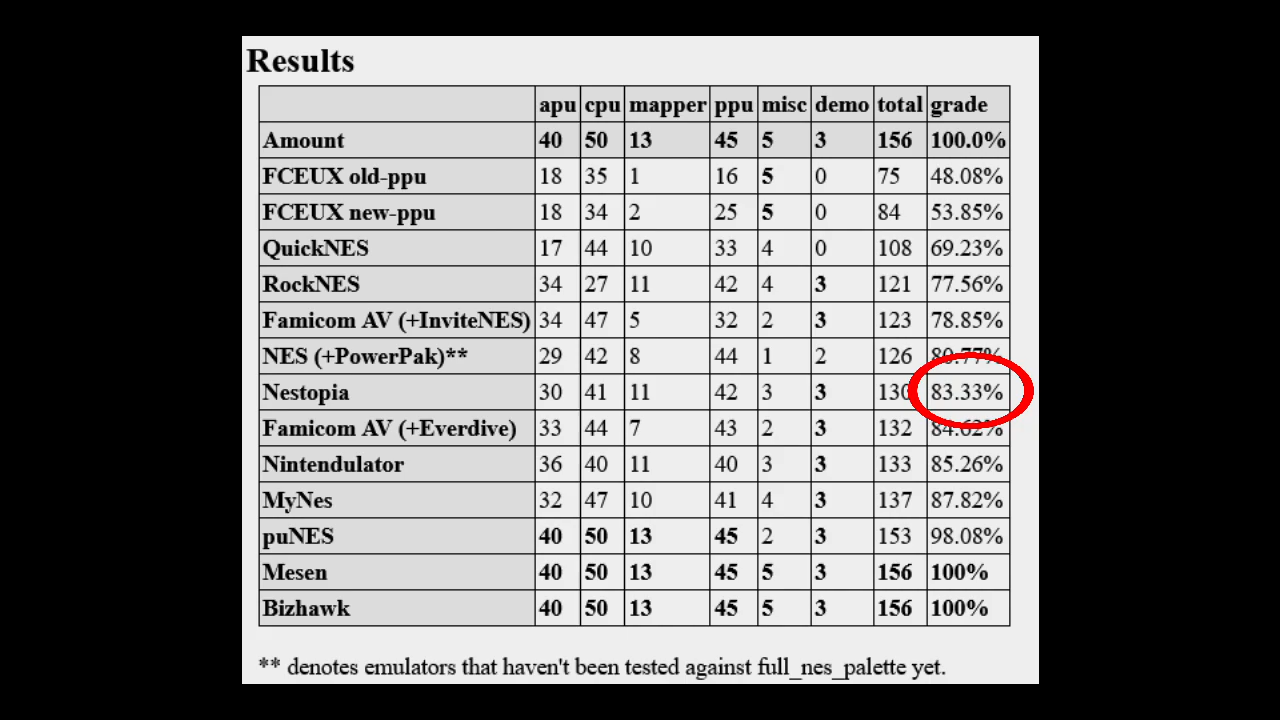 Results
apu cpu mapper ppu misc demo total grade
Amount 40 50 13 45 5 3 156 100.0%
FCEUX old-ppu 18 35 1 16 5 0 75 48.08%
FCEUX new-ppu 18 34 2 25 5 0 84 53.85%
QuickNES 17 44 10 33 4 0 108 69.23%
RockNES 34 27 11 42 4 3 121 77.56%
Famicom AV (+InviteNES) 34 47 5 32 2 3 123 78.85%
NES (+PowerPak)** 29 42 8 44 1 2 126 80.77%
Nestopia 30 41 11 42 3 3 130 83.33%
Famicom AV (+Everdive) 33 44 7 43 2 3 132 84.62%
Nintendulator 36 40 11 40 3 3 133 85.26%
MyNes 32 47 10 41 4 3 137 87.82%
puNES 40 50 13 45 2 3 153 98.08%
Mesen 40 50 13 45 5 3 156 100%
Bizhawk 40 50 13 45 5 3 156 100%
** denotes emulators that haven't been tested against full_nes_palette yet.